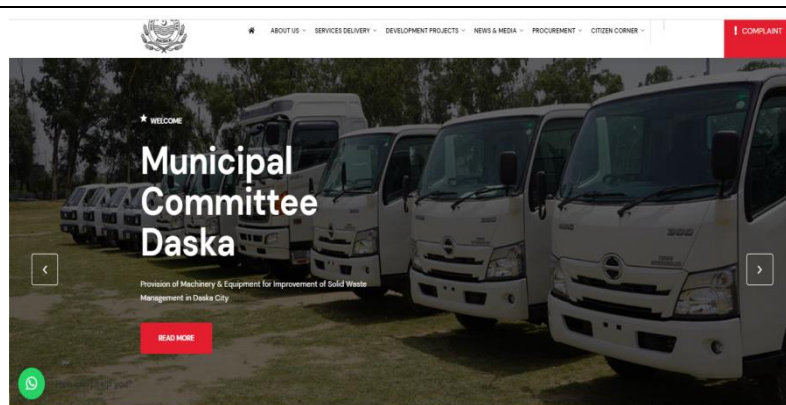 ABOUT US SERVICES DELIVERY DEVELOPMENT PROJECTS NEWS & MEDIA PROCUREMENT CITIZEN CORNER
! COMPLAINT
WELCOME
Municipal
Committee
Daska
Provision of Machinery & Equipment for Improvement of Solid Waste
Management in Daska City
READ MORE
300